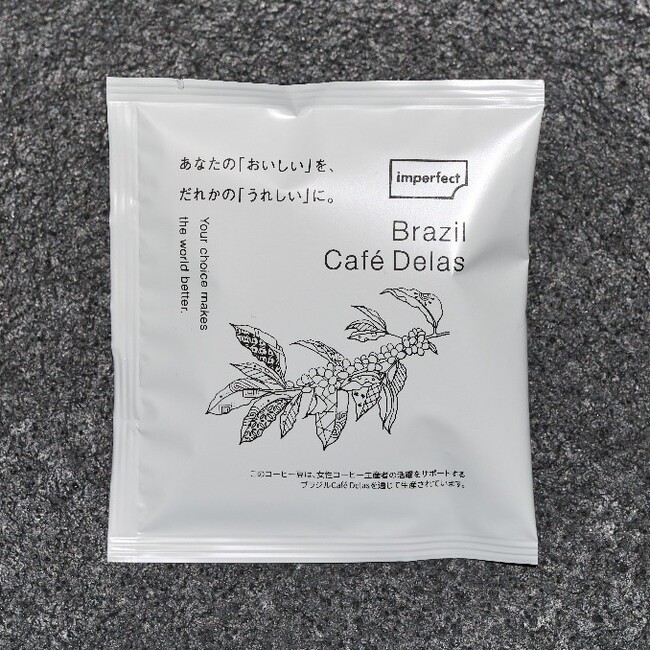 あなたの「おいしい」を、
だれかの「うれしい」に。
imperfect
Brazil
Café Delas
Your choice makes
the world better.
このコーヒー豆は、女性コーヒー生産者の活躍をサポートする
ブラジルCafé Delasを通じて生産されています。